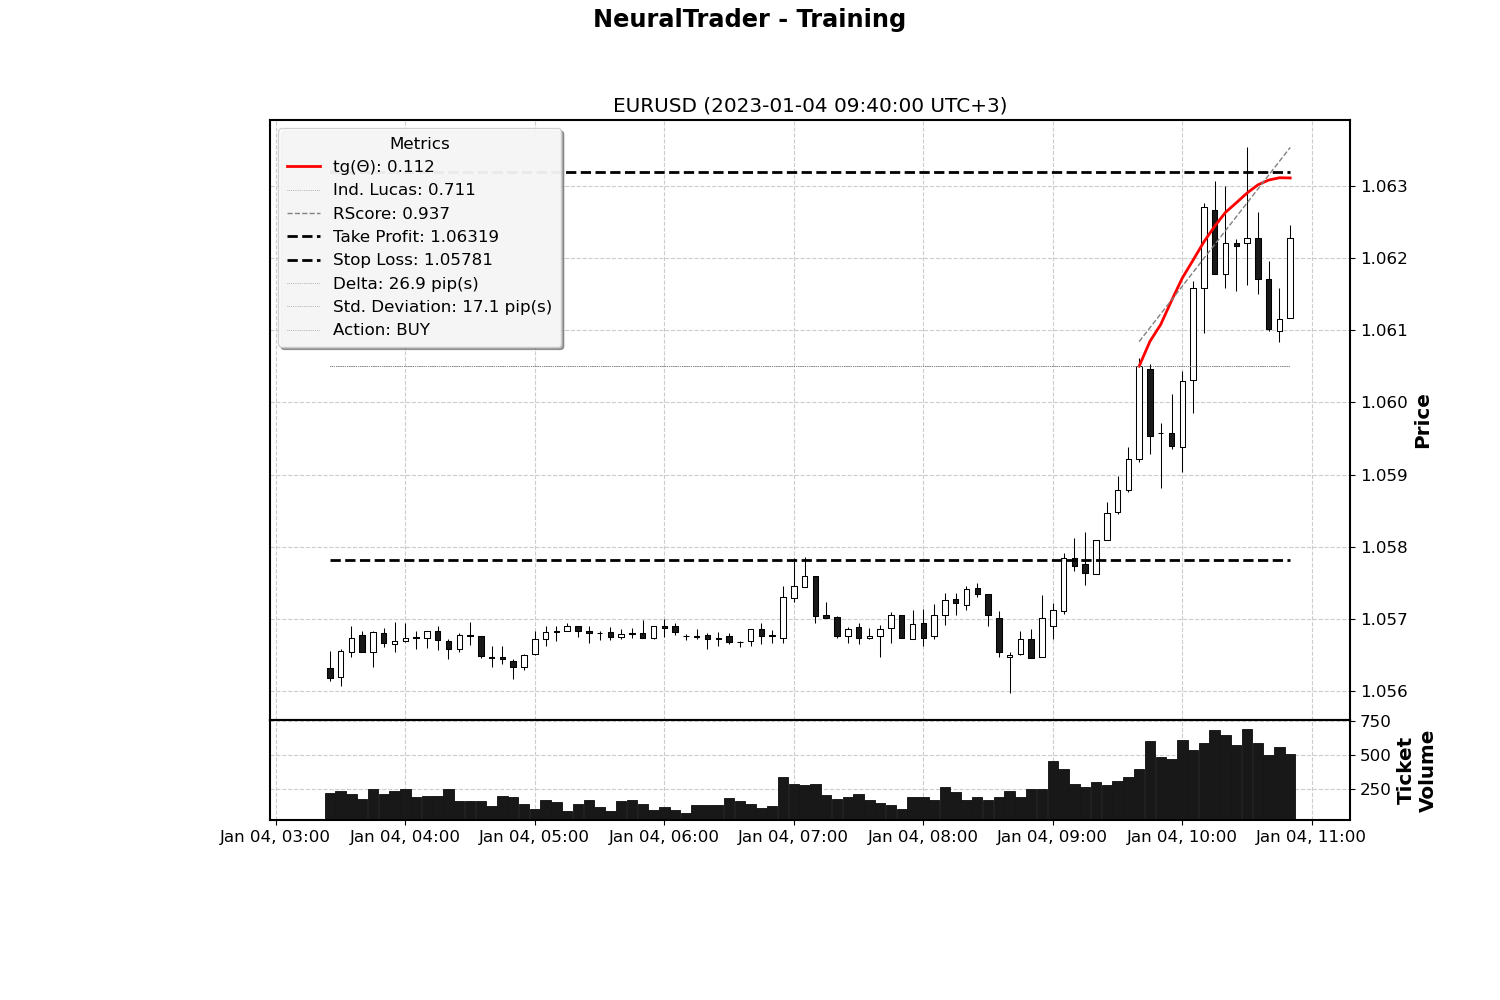 NeuralTrader - Training
EURUSD (2023-01-04 09:40:00 UTC+3)
Metrics
tg(Θ): 0.112
Ind. Lucas: 0.711
RScore: 0.937
Take Profit: 1.06319
Stop Loss: 1.05781
Delta: 26.9 pip(s)
Std. Deviation: 17.1 pip(s)
Action: BUY
1.063
1.062
1.061
1.060
1.059
1.058
1.057
1.056
Price
750
500
250
Ticket
Volume
Jan 04, 03:00
Jan 04, 04:00
Jan 04, 05:00
Jan 04, 06:00
Jan 04, 07:00
Jan 04, 08:00
Jan 04, 09:00
Jan 04, 10:00
Jan 04, 11:00